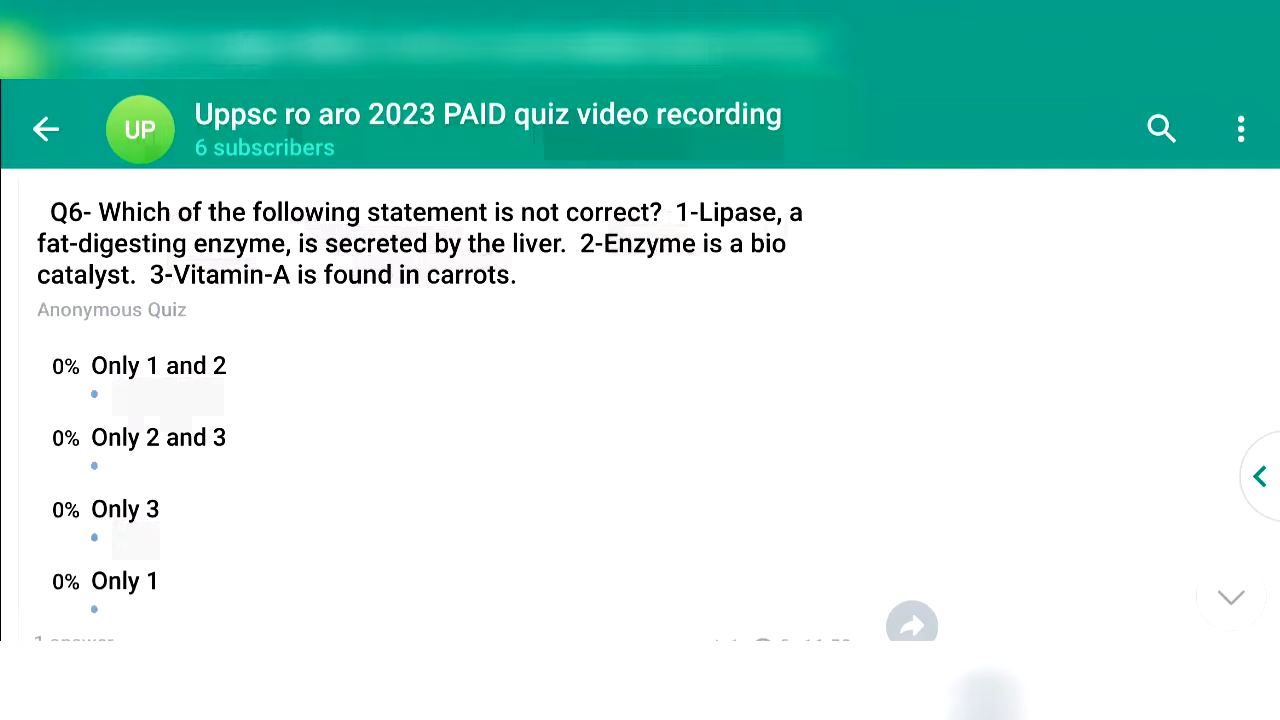 UP
Uppsc ro aro 2023 PAID quiz video recording
6 subscribers
Q6- Which of the following statement is not correct? 1-Lipase, a
fat-digesting enzyme, is secreted by the liver. 2-Enzyme is a bio
catalyst. 3-Vitamin-A is found in carrots.
Anonymous Quiz
0% Only 1 and 2
0% Only 2 and 3
0% Only 3
0% Only 1
1 answer